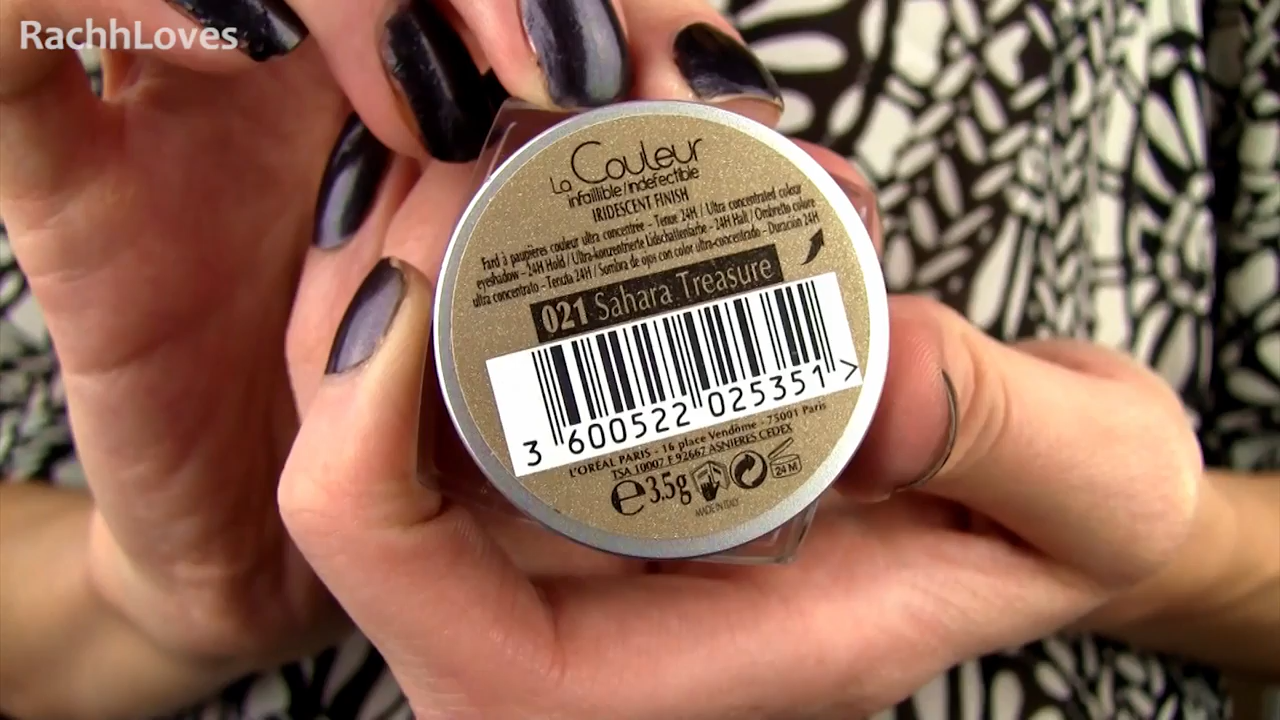 RachhLoves
La Couleur
infaillible/indefectible
IRIDESCENT FINISH
Fard à paupières couleur ultra concentrée - Tenue 24H / Ultra concentrated colour
eyeshadow - 24H Hold / Ultra-konzentrierte Lidschattenfarbe - 24H Halt / Ombretto colore
ultra concentrato - Tenuta 24H / Sombra de ojos con color ultra-concentrado - Duración 24H
021 Sahara Treasure
3 600522 025351 >
L'ORÉAL PARIS - 16 place Vendôme - 75001 Paris
TSA 10007 F 92667 ASNIERES CEDEX
e 3.5g 24 M
MADE IN ITALY